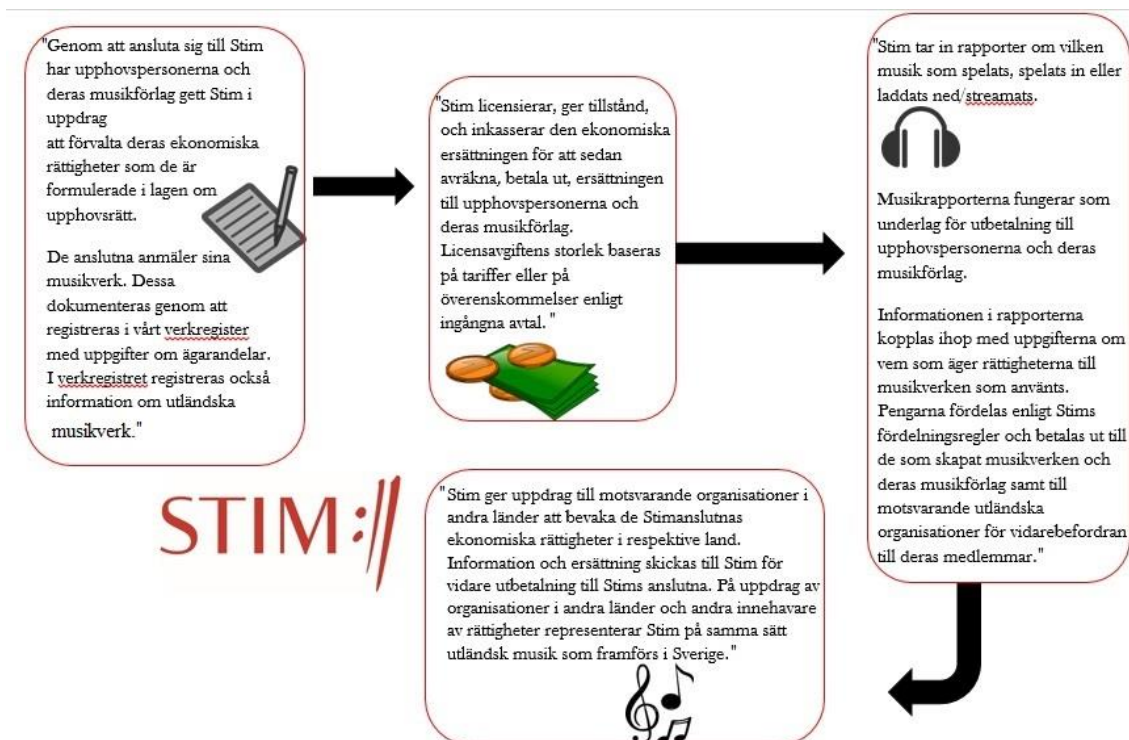 "Genom att ansluta sig till Stim
har upphovspersonerna och
deras musikförlag gett Stim i
uppdrag
att förvalta deras ekonomiska
rättigheter som de är
formulerade i lagen om
upphovsrätt.
De anslutna anmäler sina
musikverk. Dessa
dokumenteras genom att
registreras i vårt verkregister
med uppgifter om ägarandelar.
I verkregistret registreras också
information om utländska
musikverk."
"Stim licensierar, ger tillstånd,
och inkasserar den ekonomiska
ersättningen för att sedan
avräkna, betala ut, ersättningen
till upphovspersonerna och
deras musikförlag.
Licensavgiftens storlek baseras
på tariffer eller på
överenskommelser enligt
ingångna avtal."
"Stim tar in rapporter om vilken
musik som spelats, spelats in eller
laddats ned/streamats.
Musikrapporterna fungerar som
underlag för utbetalning till
upphovspersonerna och deras
musikförlag.
Informationen i rapporterna
kopplas ihop med uppgifterna om
vem som äger rättigheterna till
musikverken som använts.
Pengarna fördelas enligt Stims
fördelningsregler och betalas ut till
de som skapat musikverken och
deras musikförlag samt till
motsvarande utländska
organisationer för vidarebefordran
till deras medlemmar."
STIM
"Stim ger uppdrag till motsvarande organisationer i
andra länder att bevaka de Stimanslutnas
ekonomiska rättigheter i respektive land.
Information och ersättning skickas till Stim för
vidare utbetalning till Stims anslutna. På uppdrag av
organisationer i andra länder och andra innehavare
av rättigheter representerar Stim på samma sätt
utländsk musik som framförs i Sverige."